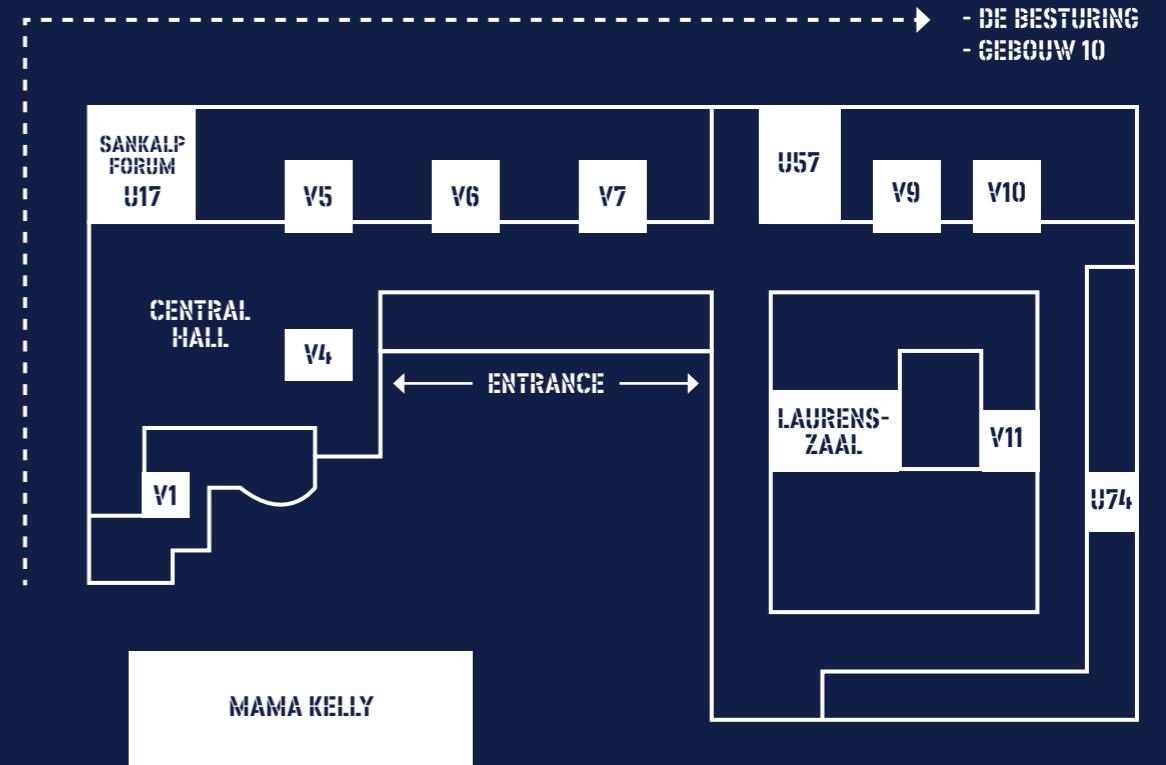 - DE BESTURING
- GEBOUW 10
SANKALP
FORUM
U17
V5
V6
V7
U57
V9
V10
CENTRAL
HALL
V4
ENTRANCE
LAURENS-
ZAAL
V11
V1
U74
MAMA KELLY